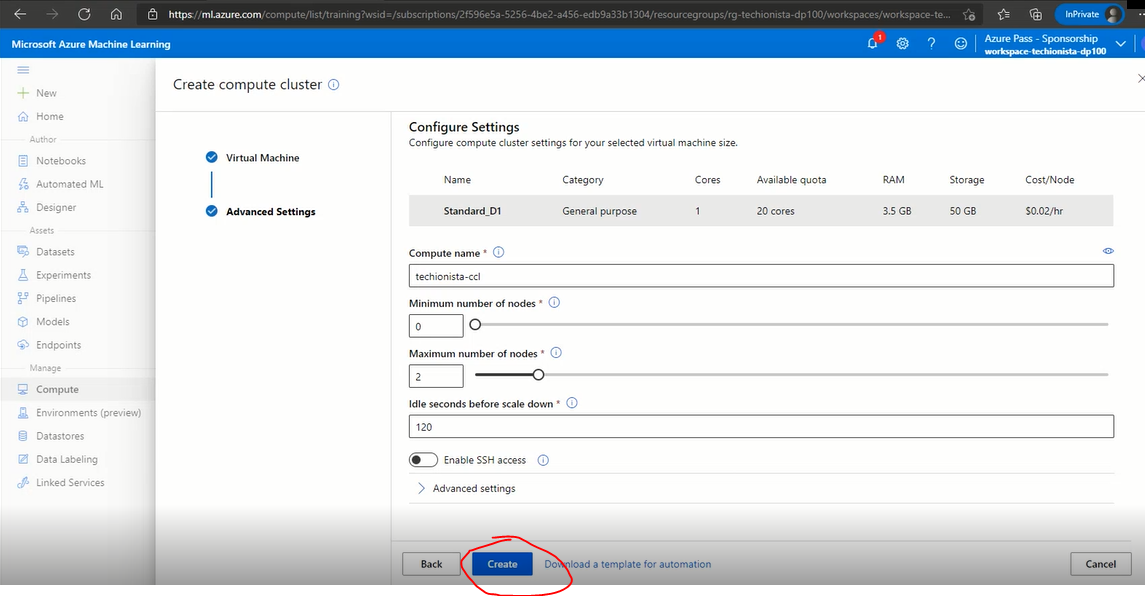 https://ml.azure.com/compute/list/training?wsid=/subscriptions/2f596e5a-5256-4be2-a456-edb9a33b1304/resourcegroups/rg-techionista-dp100/workspaces/workspace-te...
InPrivate
Microsoft Azure Machine Learning
1
?
Azure Pass - Sponsorship
workspace-techionista-dp100
New
Home
Author
Notebooks
Automated ML
Designer
Assets
Datasets
Experiments
Pipelines
Models
Endpoints
Manage
Compute
Environments (preview)
Datastores
Data Labeling
Linked Services
Create compute cluster
Virtual Machine
Advanced Settings
Configure Settings
Configure compute cluster settings for your selected virtual machine size.
Name Category Cores Available quota RAM Storage Cost/Node
Standard_D1 General purpose 1 20 cores 3.5 GB 50 GB $0.02/hr
Compute name *
techionista-ccl
Minimum number of nodes *
0
Maximum number of nodes *
2
Idle seconds before scale down *
120
Enable SSH access
Advanced settings
Back Create Download a template for automation Cancel